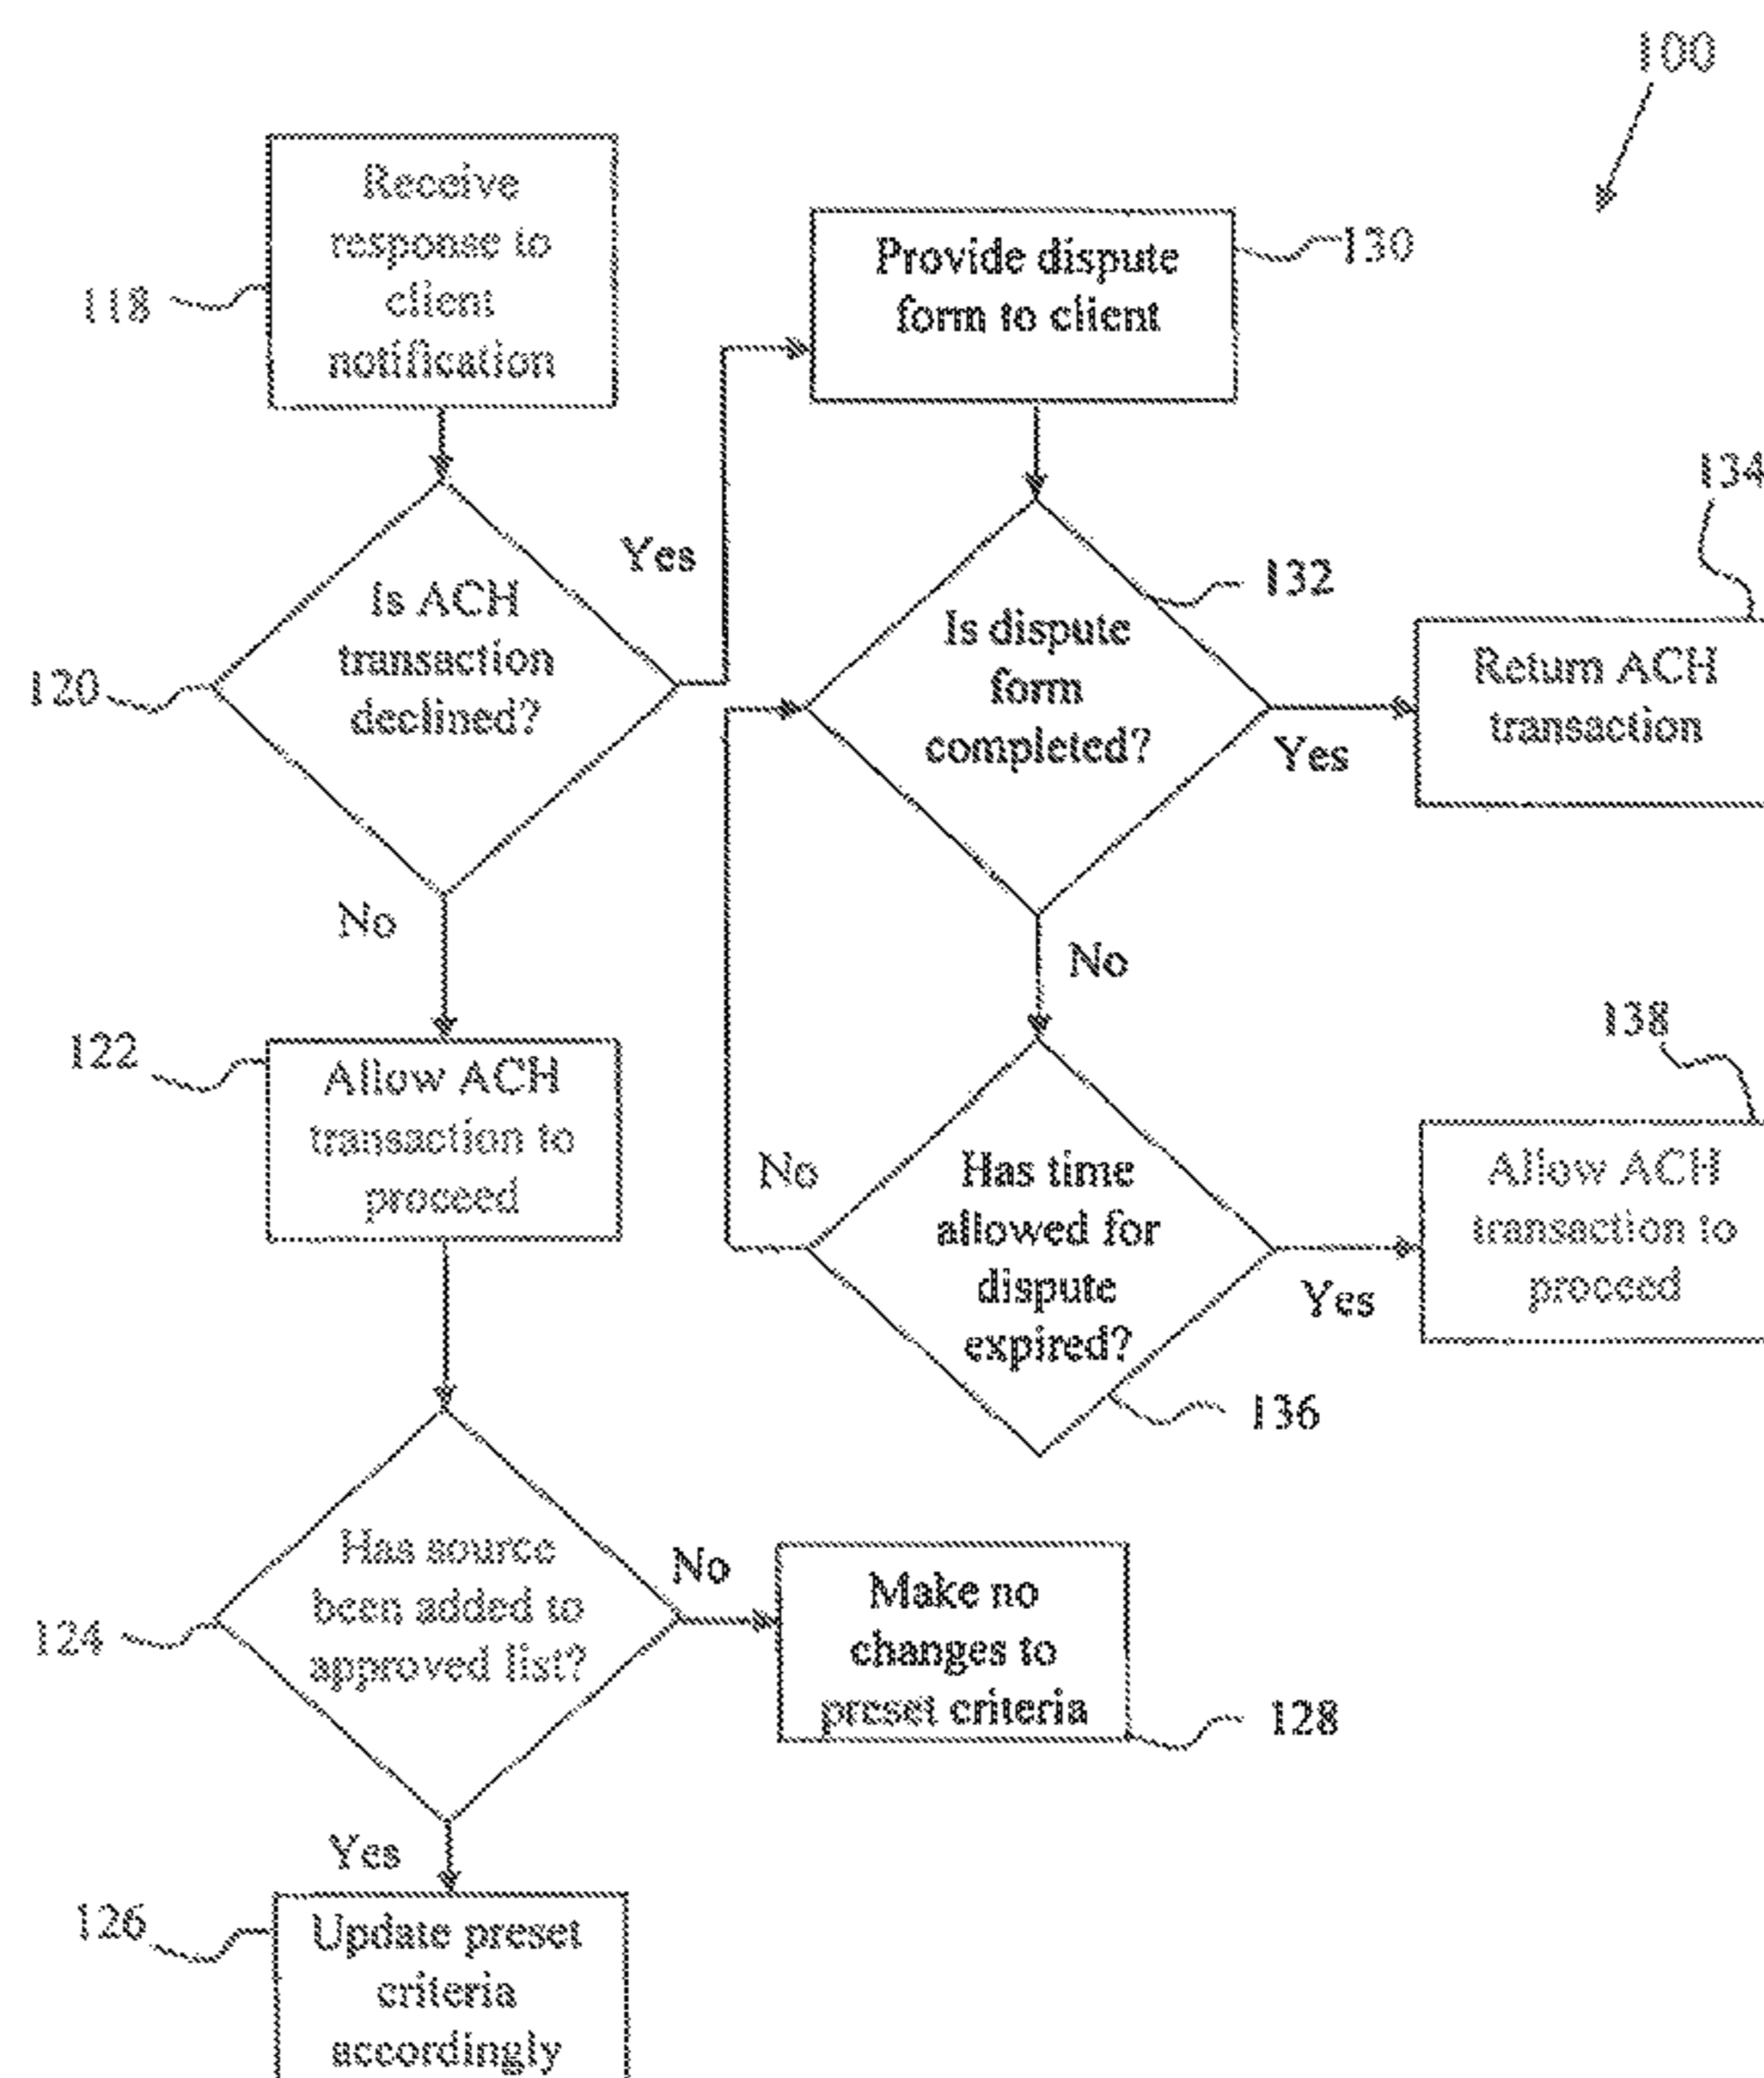 100
Receive
response to
client
notification
118
Provide dispute
form to client
130
Is ACH
transaction
declined?
120
Yes
No
Is dispute
form
completed?
132
Yes
No
134
Return ACH
transaction
122
Allow ACH
transaction to
proceed
Has time
allowed for
dispute
expired?
136
No
Yes
138
Allow ACH
transaction to
proceed
Has source
been added to
approved list?
124
No
Make no
changes to
preset criteria
128
Yes
126
Update preset
criteria
accordingly